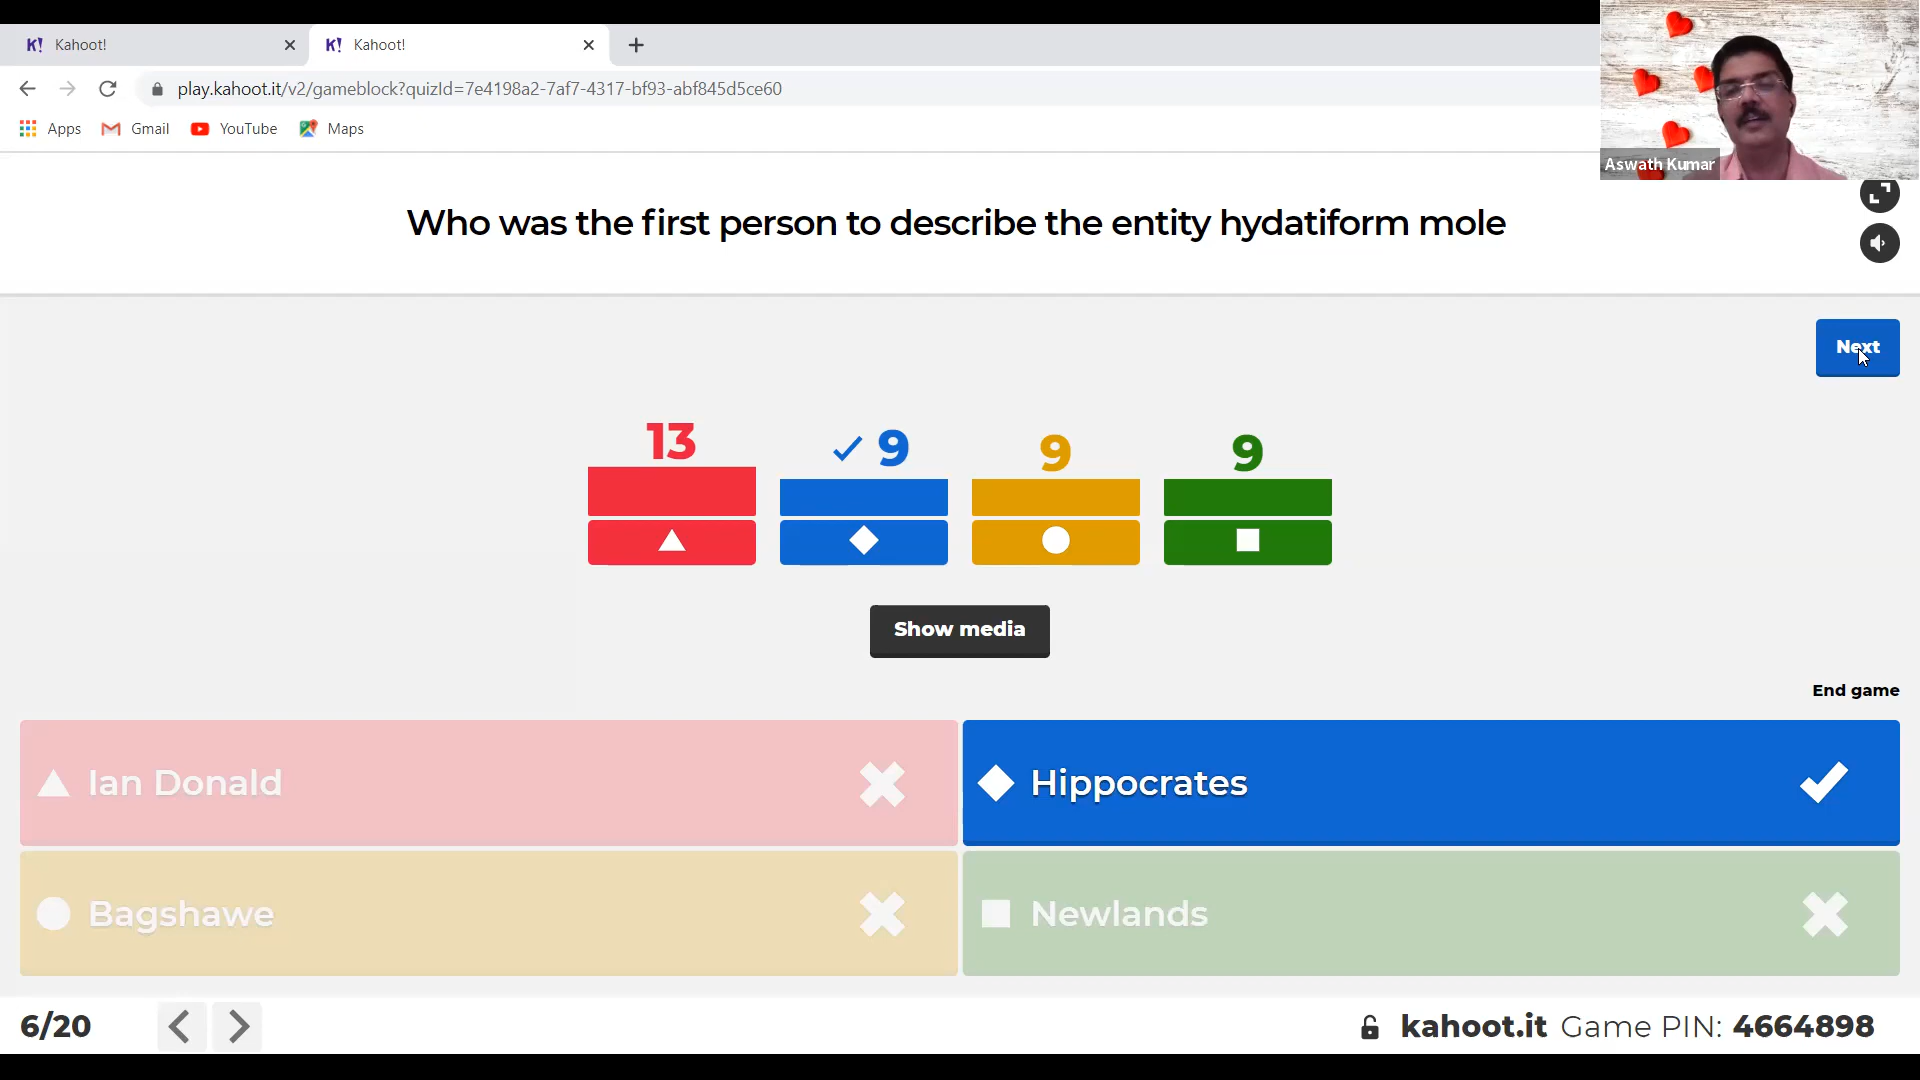 K! Kahoot!
K! Kahoot!
play.kahoot.it/v2/gameblock?quizId=7e4198a2-7af7-4317-bf93-abf845d5ce60
Apps
Gmail
YouTube
Maps
Aswath Kumar
Who was the first person to describe the entity hydatiform mole
Next
13
9
9
9
Show media
End game
Ian Donald
Hippocrates
Bagshawe
Newlands
6/20
kahoot.it Game PIN: 4664898